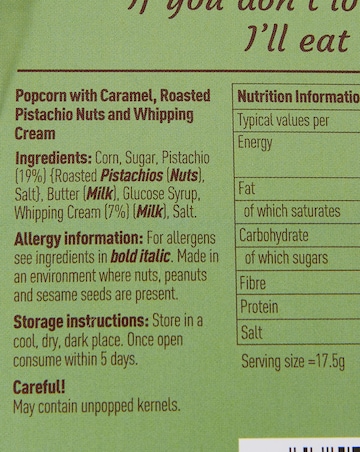 If you don't lo
I'll eat
Popcorn with Caramel, Roasted
Pistachio Nuts and Whipping
Cream
Ingredients: Corn, Sugar, Pistachio
(19%) {Roasted Pistachios (Nuts),
Salt}, Butter (Milk), Glucose Syrup,
Whipping Cream (7%) (Milk), Salt.
Allergy information: For allergens
see ingredients in bold italic. Made in
an environment where nuts, peanuts
and sesame seeds are present.
Storage instructions: Store in a
cool, dry, dark place. Once open
consume within 5 days.
Careful!
May contain unpopped kernels.
Nutrition Informatio
Typical values per
Energy
Fat
of which saturates
Carbohydrate
of which sugars
Fibre
Protein
Salt
Serving size =17.5g